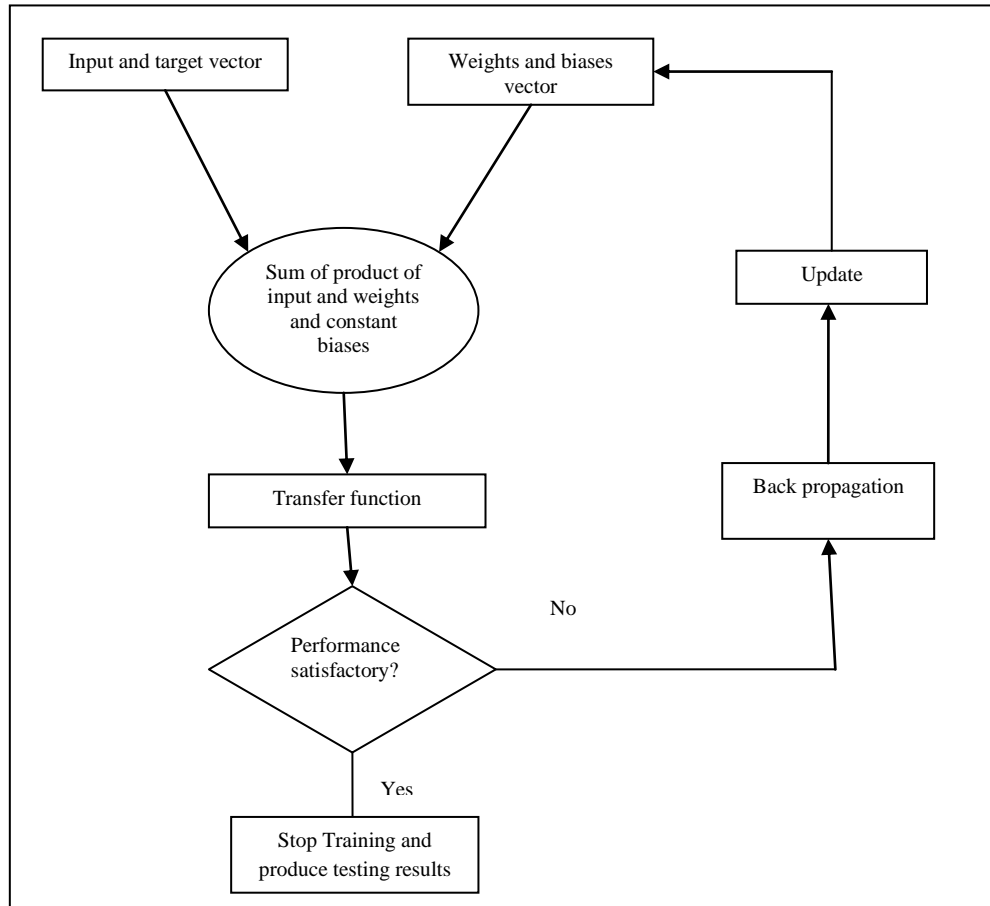 Input and target vector
Weights and biases
vector
Sum of product of
input and weights
and constant
biases
Update
Back propagation
Transfer function
No
Performance
satisfactory?
Yes
Stop Training and
produce testing results